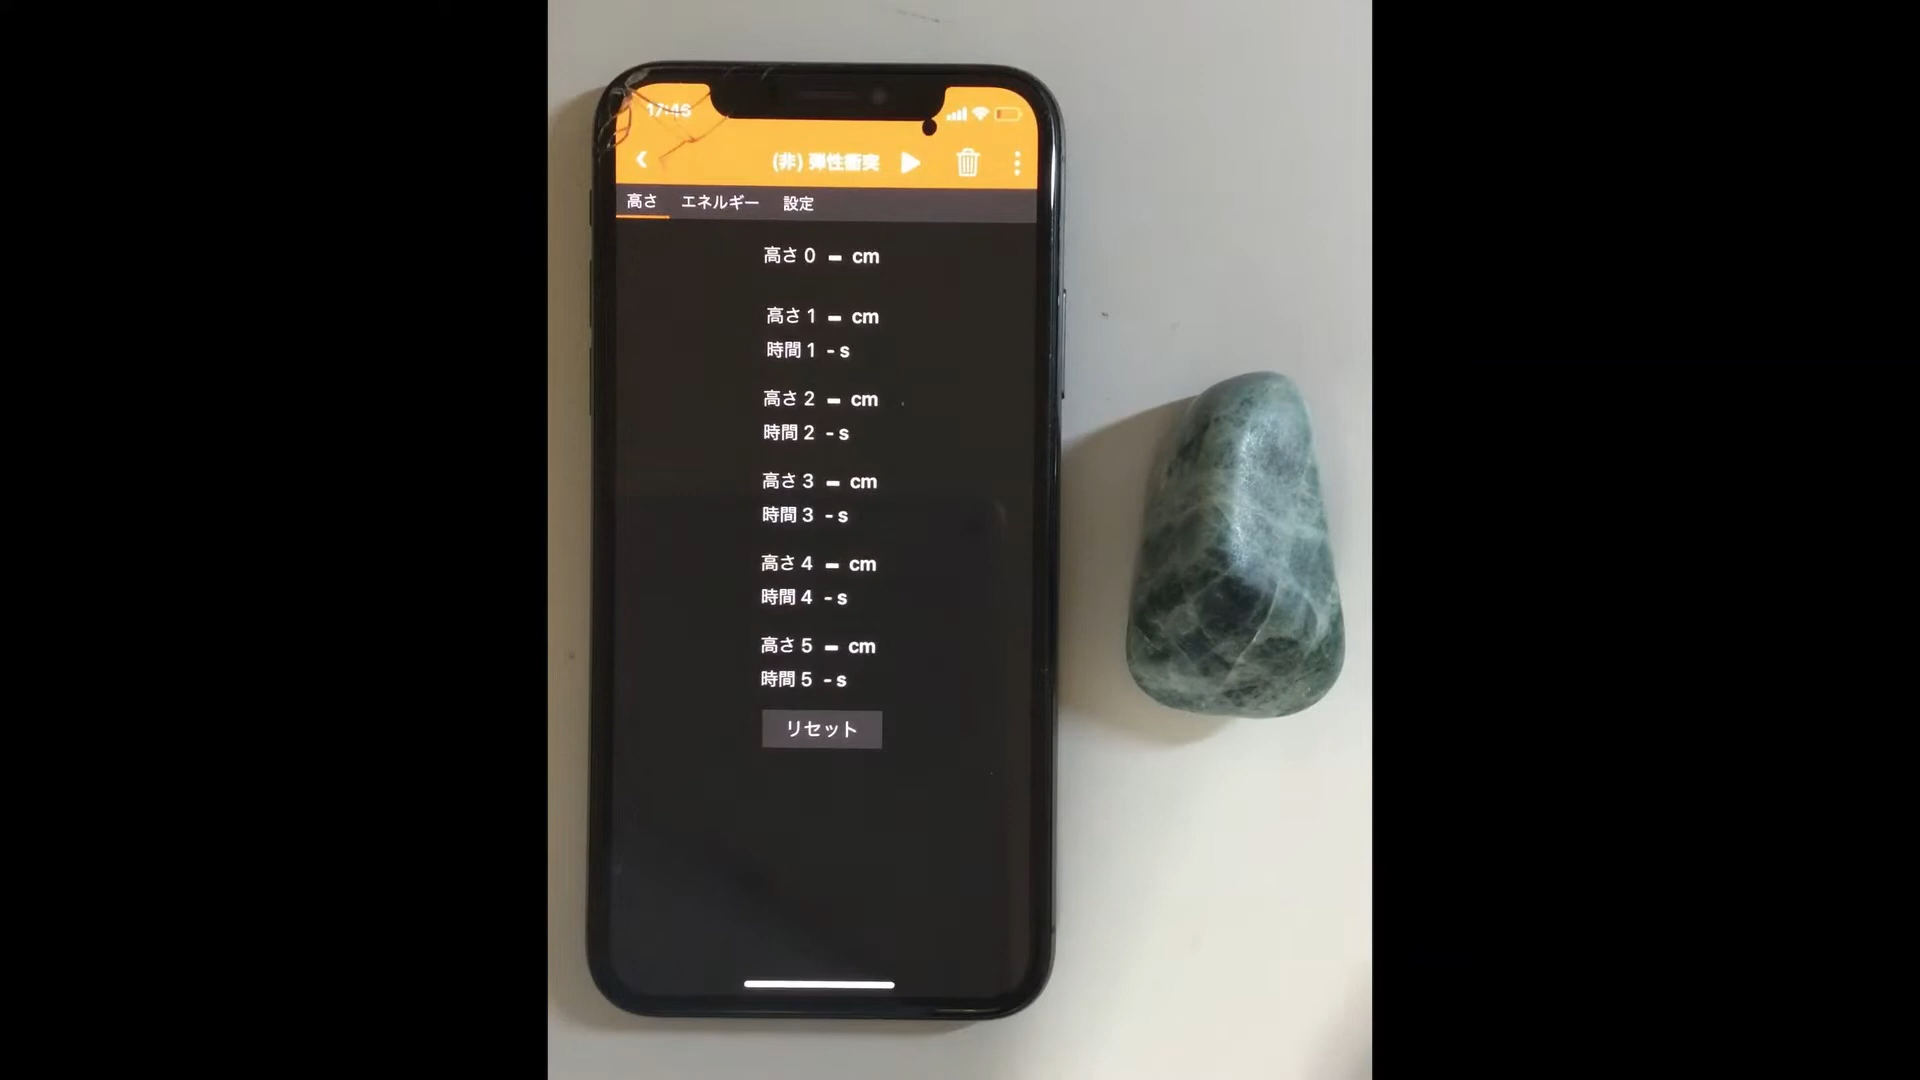 17:46
(非) 弾性衝突
高さ エネルギー 設定
高さ 0 - cm
高さ 1 - cm
時間 1 - s
高さ 2 - cm
時間 2 - s
高さ 3 - cm
時間 3 - s
高さ 4 - cm
時間 4 - s
高さ 5 - cm
時間 5 - s
リセット